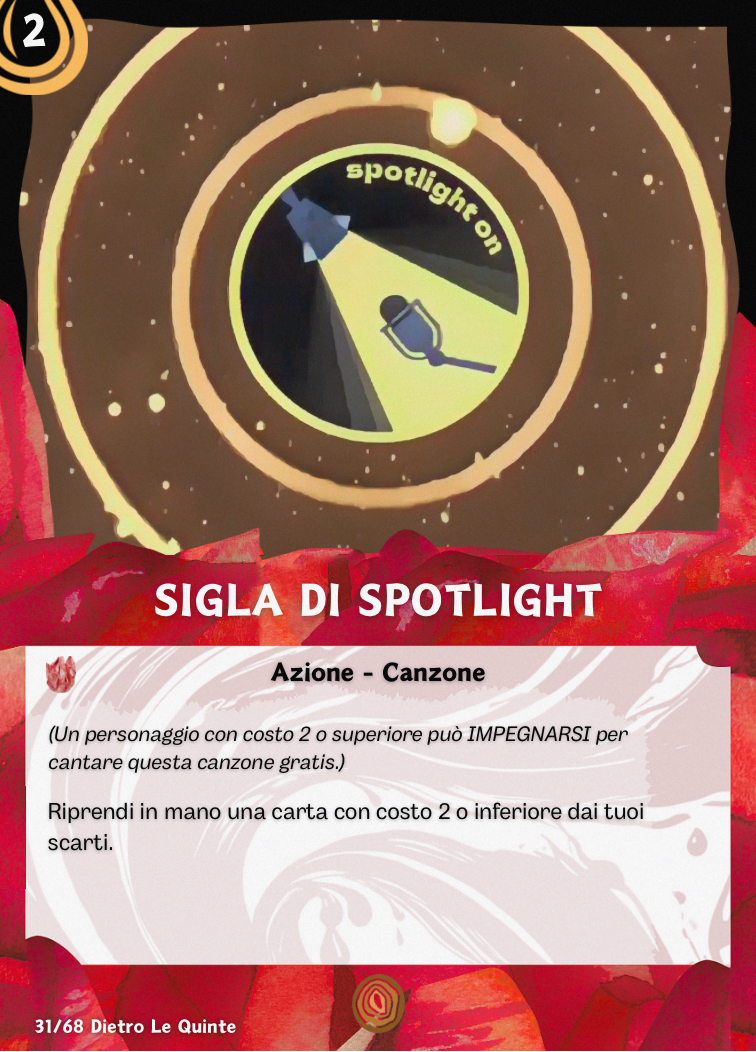 2
spotlight on
SIGLA DI SPOTLIGHT
Azione - Canzone
(Un personaggio con costo 2 o superiore può IMPEGNARSI per
cantare questa canzone gratis.)
Riprendi in mano una carta con costo 2 o inferiore dai tuoi
scarti.
31/68 Dietro Le Quinte